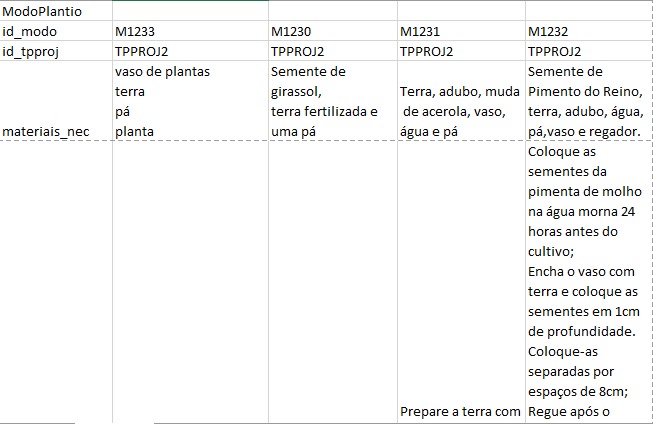 ModoPlantio
id_modo M1233 M1230 M1231 M1232
id_tpproj TPPROJ2 TPPROJ2 TPPROJ2 TPPROJ2
materiais_nec
vaso de plantas
terra
pá
planta
Semente de
girassol,
terra fertilizada e
uma pá
Terra, adubo, muda
de acerola, vaso,
água e pá
Semente de
Pimento do Reino,
terra, adubo, água,
pá,vaso e regador.
Prepare a terra com
Coloque as
sementes da
pimenta de molho
na água morna 24
horas antes do
cultivo;
Encha o vaso com
terra e coloque as
sementes em 1cm
de profundidade.
Coloque-as
separadas por
espaços de 8cm;
Regue após o